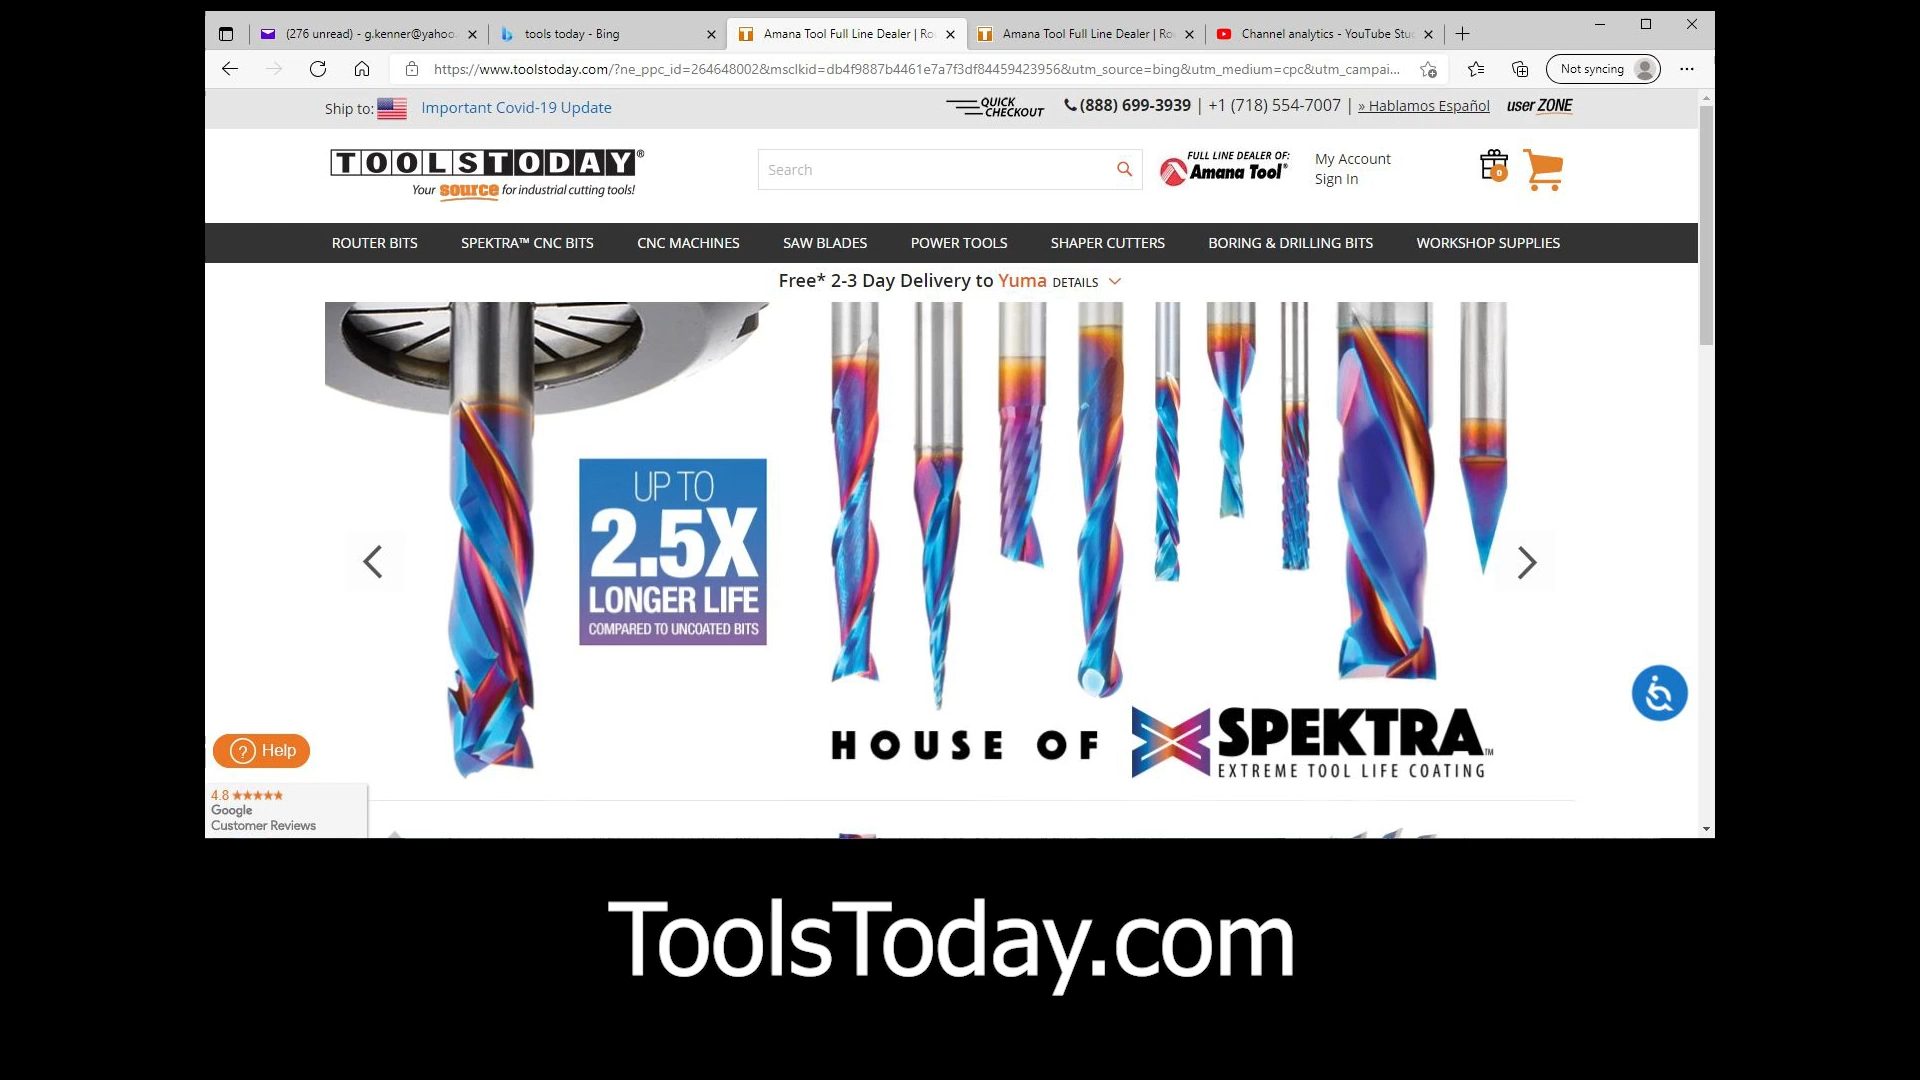 (276 unread) - g.kenner@yahoo.
tools today - Bing
Amana Tool Full Line Dealer | Ro
Amana Tool Full Line Dealer | Ro
Channel analytics - YouTube Stu
https://www.toolstoday.com/?ne_ppc_id=264648002&msclkid=db4f9887b4461e7a7f3df84459423956&utm_source=bing&utm_medium=cpc&utm_campai...
Not syncing
Ship to:
Important Covid-19 Update
QUICK
CHECKOUT
(888) 699-3939 | +1 (718) 554-7007 | » Hablamos Español
user ZONE
TOOLSTODAY®
Your source for industrial cutting tools!
Search
FULL LINE DEALER OF:
Amana Tool®
My Account
Sign In
0
ROUTER BITS
SPEKTRA™ CNC BITS
CNC MACHINES
SAW BLADES
POWER TOOLS
SHAPER CUTTERS
BORING & DRILLING BITS
WORKSHOP SUPPLIES
Free* 2-3 Day Delivery to Yuma DETAILS
UP TO
2.5X
LONGER LIFE
COMPARED TO UNCOATED BITS
HOUSE OF
SPEKTRA™
EXTREME TOOL LIFE COATING
? Help
4.8 ★★★★★
Google
Customer Reviews
ToolsToday.com